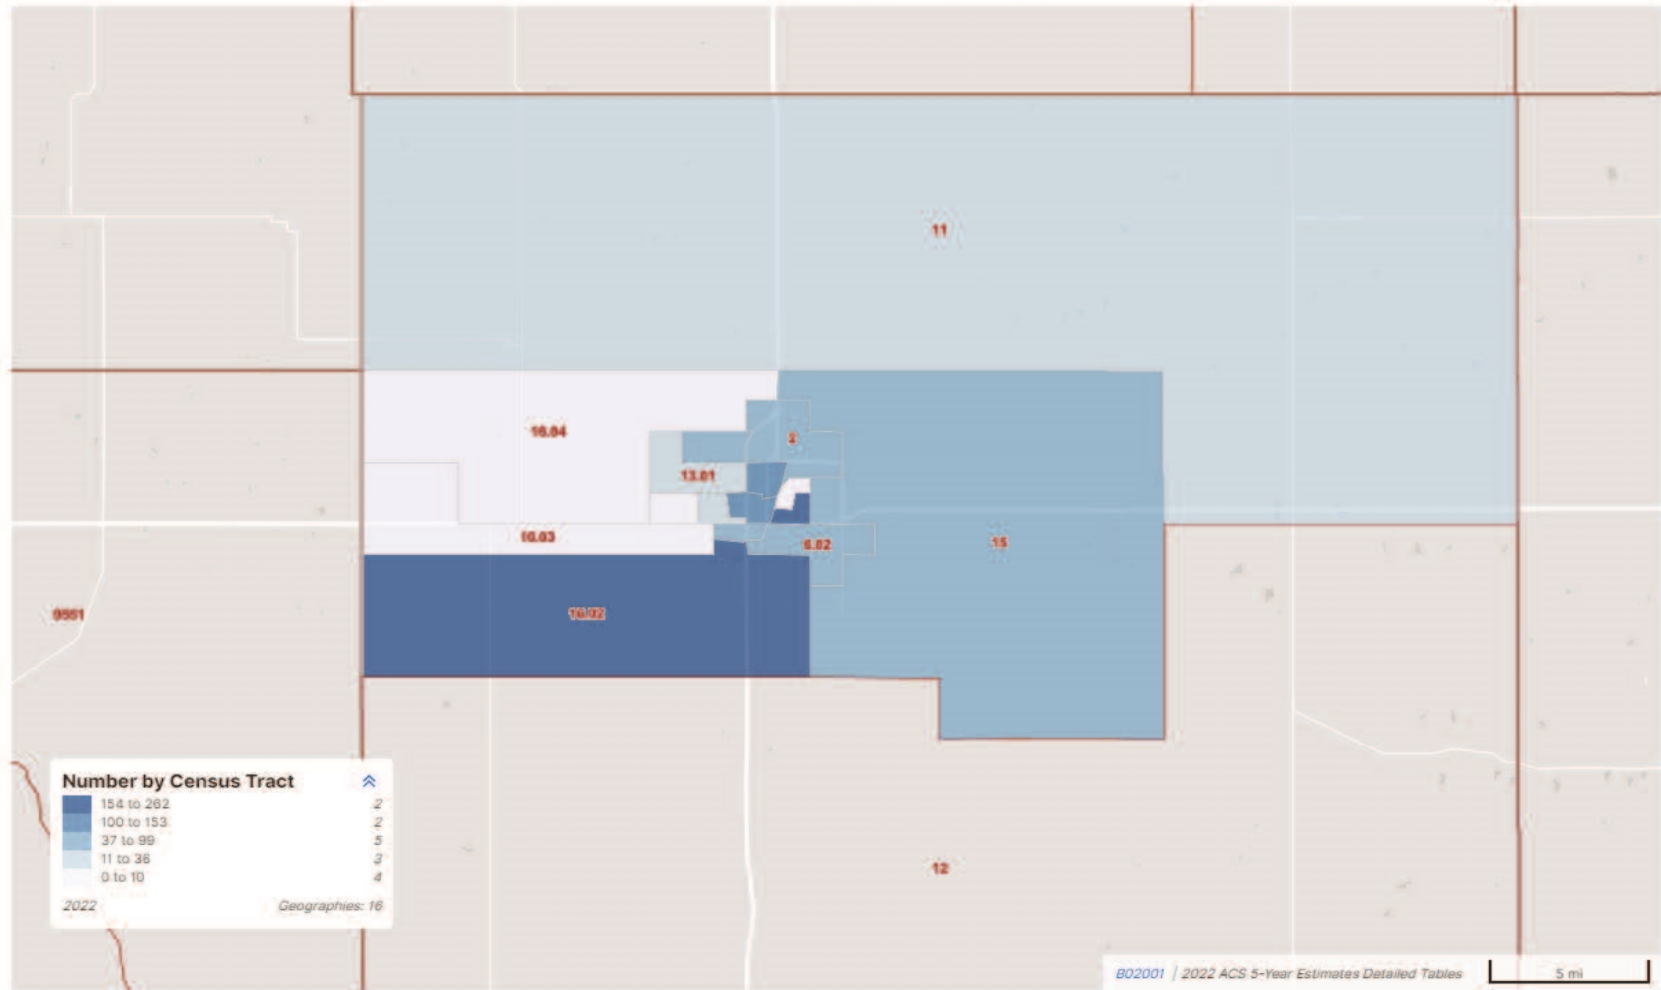 11
16.04
2
13.01
16.03
6.02
15
16.02
9551
Number by Census Tract
154 to 262 2
100 to 153 2
37 to 99 5
11 to 36 3
0 to 10 4
2022 Geographies: 16
12
B02001 | 2022 ACS 5-Year Estimates Detailed Tables 5 mi